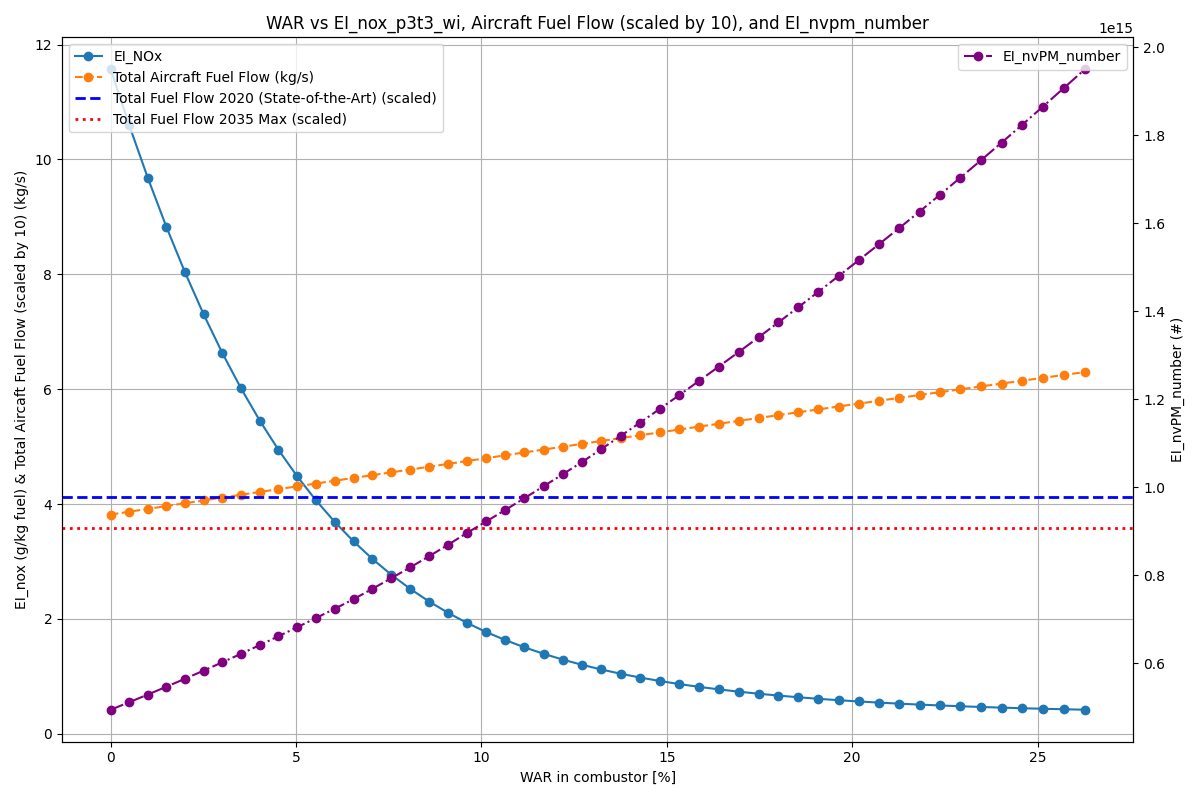 WAR vs EI_nox_p3t3_wi, Aircraft Fuel Flow (scaled by 10), and EI_nvpm_number
1e15
EI_NOx
Total Aircraft Fuel Flow (kg/s)
Total Fuel Flow 2020 (State-of-the-Art) (scaled)
Total Fuel Flow 2035 Max (scaled)
EI_nvPM_number
12
10
8
6
4
2
0
EI_nox (g/kg fuel) & Total Aircaft Fuel Flow (scaled by 10) (kg/s)
2.0
1.8
1.6
1.4
1.2
1.0
0.8
0.6
EI_nvPM_number (#)
0
5
10
15
20
25
WAR in combustor [%]